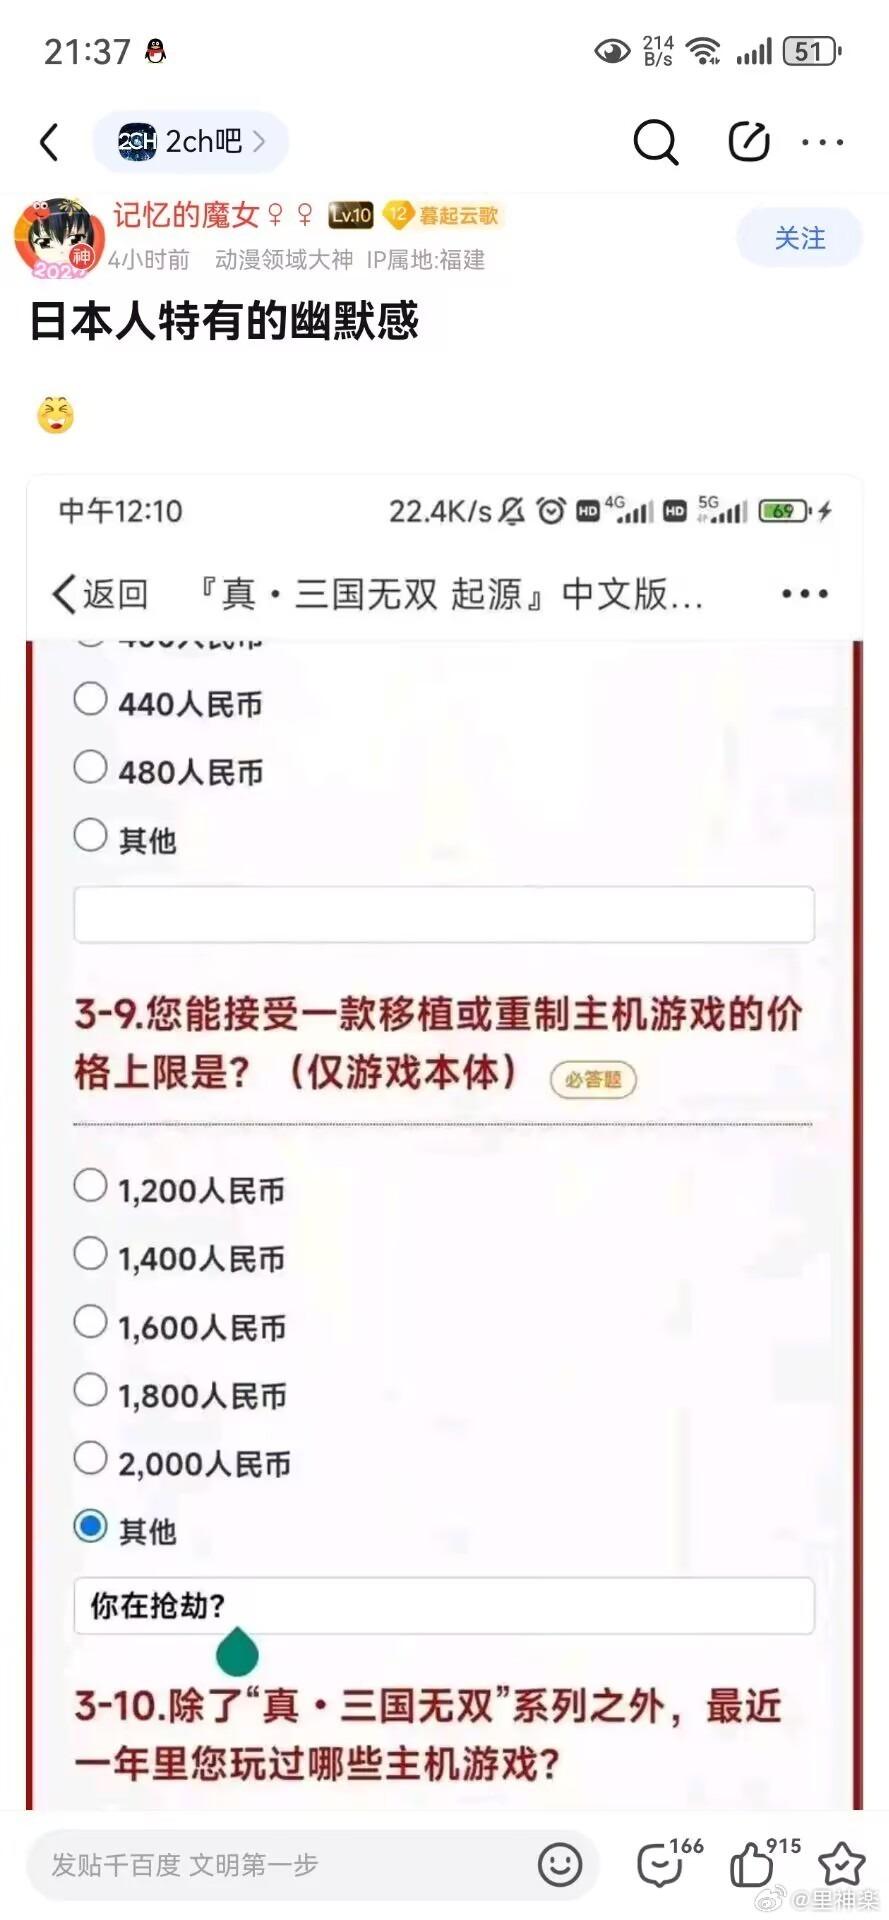 21:37
214
B/s
51
2CH 2ch吧
记忆的魔女♀♀ Lv.10 12 暮起云歌
神
4小时前 动漫领域大神 IP属地:福建
关注
日本人特有的幽默感
中午12:10 22.4K/s HD 4G HD 5G 69
返回 『真·三国无双 起源』中文版...
440人民币
480人民币
其他
3-9.您能接受一款移植或重制主机游戏的价
格上限是？（仅游戏本体） 必答题
1,200人民币
1,400人民币
1,600人民币
1,800人民币
2,000人民币
其他
你在抢劫?
3-10.除了“真·三国无双”系列之外，最近
一年里您玩过哪些主机游戏？
发贴千百度 文明第一步
166
915
@里神楽